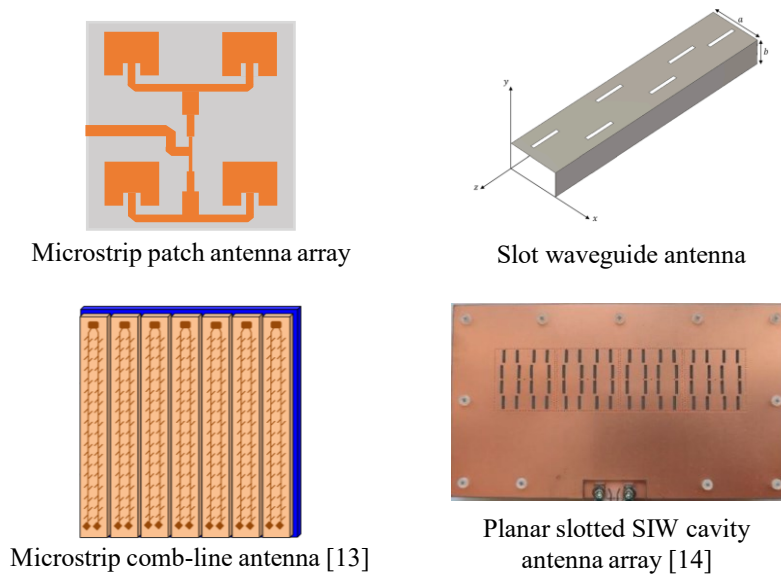 a
b
y
z
x
Microstrip patch antenna array
Slot waveguide antenna
Microstrip comb-line antenna [13]
Planar slotted SIW cavity
antenna array [14]